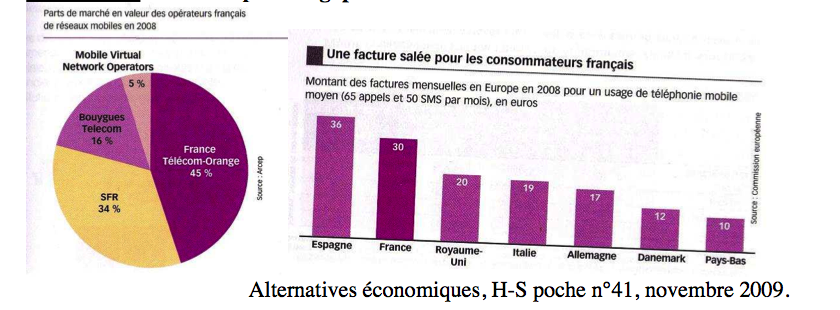 Parts de marché en valeur des opérateurs français
de réseaux mobiles en 2008
Mobile Virtual
Network Operators
5 %
Bouygues
Telecom
16 %
France
Télécom-Orange
45 %
SFR
34 %
Source : Arcep
Une facture salée pour les consommateurs français
Montant des factures mensuelles en Europe en 2008 pour un usage de téléphonie mobile
moyen (65 appels et 50 SMS par mois), en euros
36
30
20
19
17
12
10
Espagne
France
Royaume-
Uni
Italie
Allemagne
Danemark
Pays-Bas
Source : Commission européenne
Alternatives économiques, H-S poche n°41, novembre 2009.